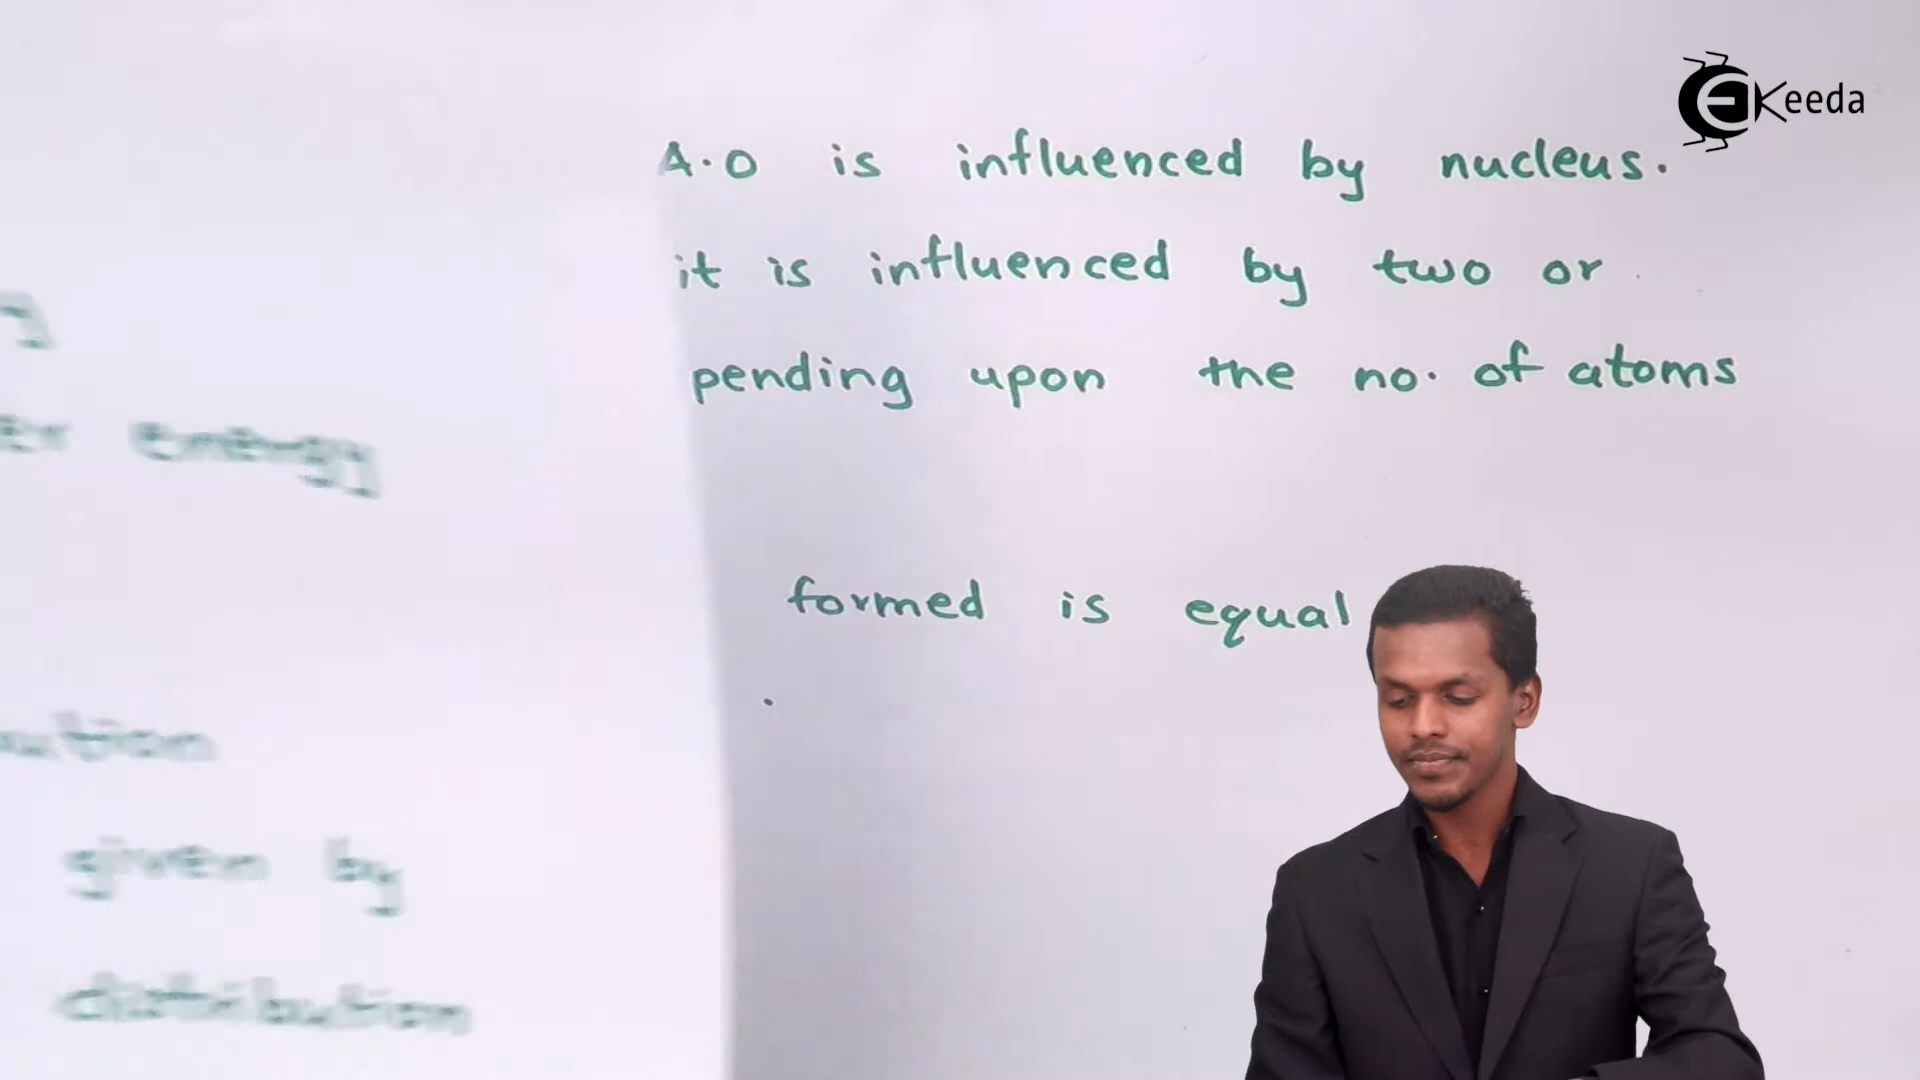 EKeeda
A.O is influenced by nucleus.
it is influenced by two or
pending upon the no. of atoms
energy
formed is equal
given by
distribution